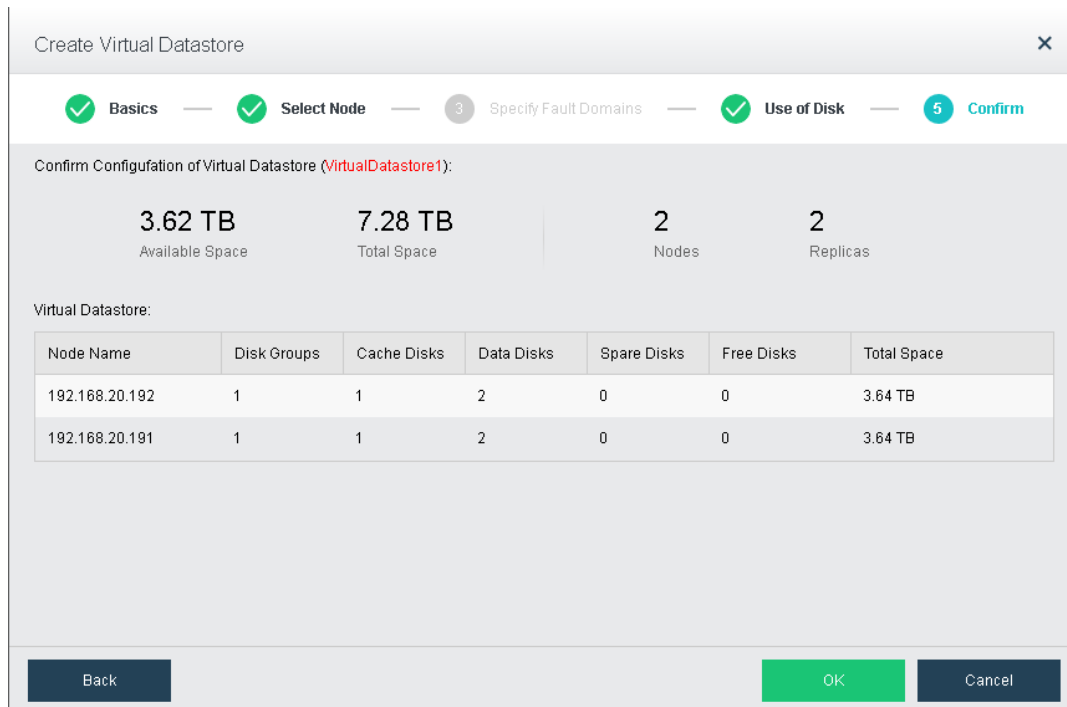 Create Virtual Datastore
Basics Select Node 3 Specify Fault Domains Use of Disk 5 Confirm
Confirm Configufation of Virtual Datastore (VirtualDatastore1):
3.62 TB 7.28 TB 2 2
Available Space Total Space Nodes Replicas
Virtual Datastore:
Node Name Disk Groups Cache Disks Data Disks Spare Disks Free Disks Total Space
192.168.20.192 1 1 2 0 0 3.64 TB
192.168.20.191 1 1 2 0 0 3.64 TB
Back OK Cancel